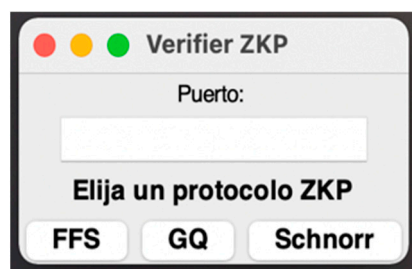 Verifier ZKP
Puerto:
Elija un protocolo ZKP
FFS GQ Schnorr